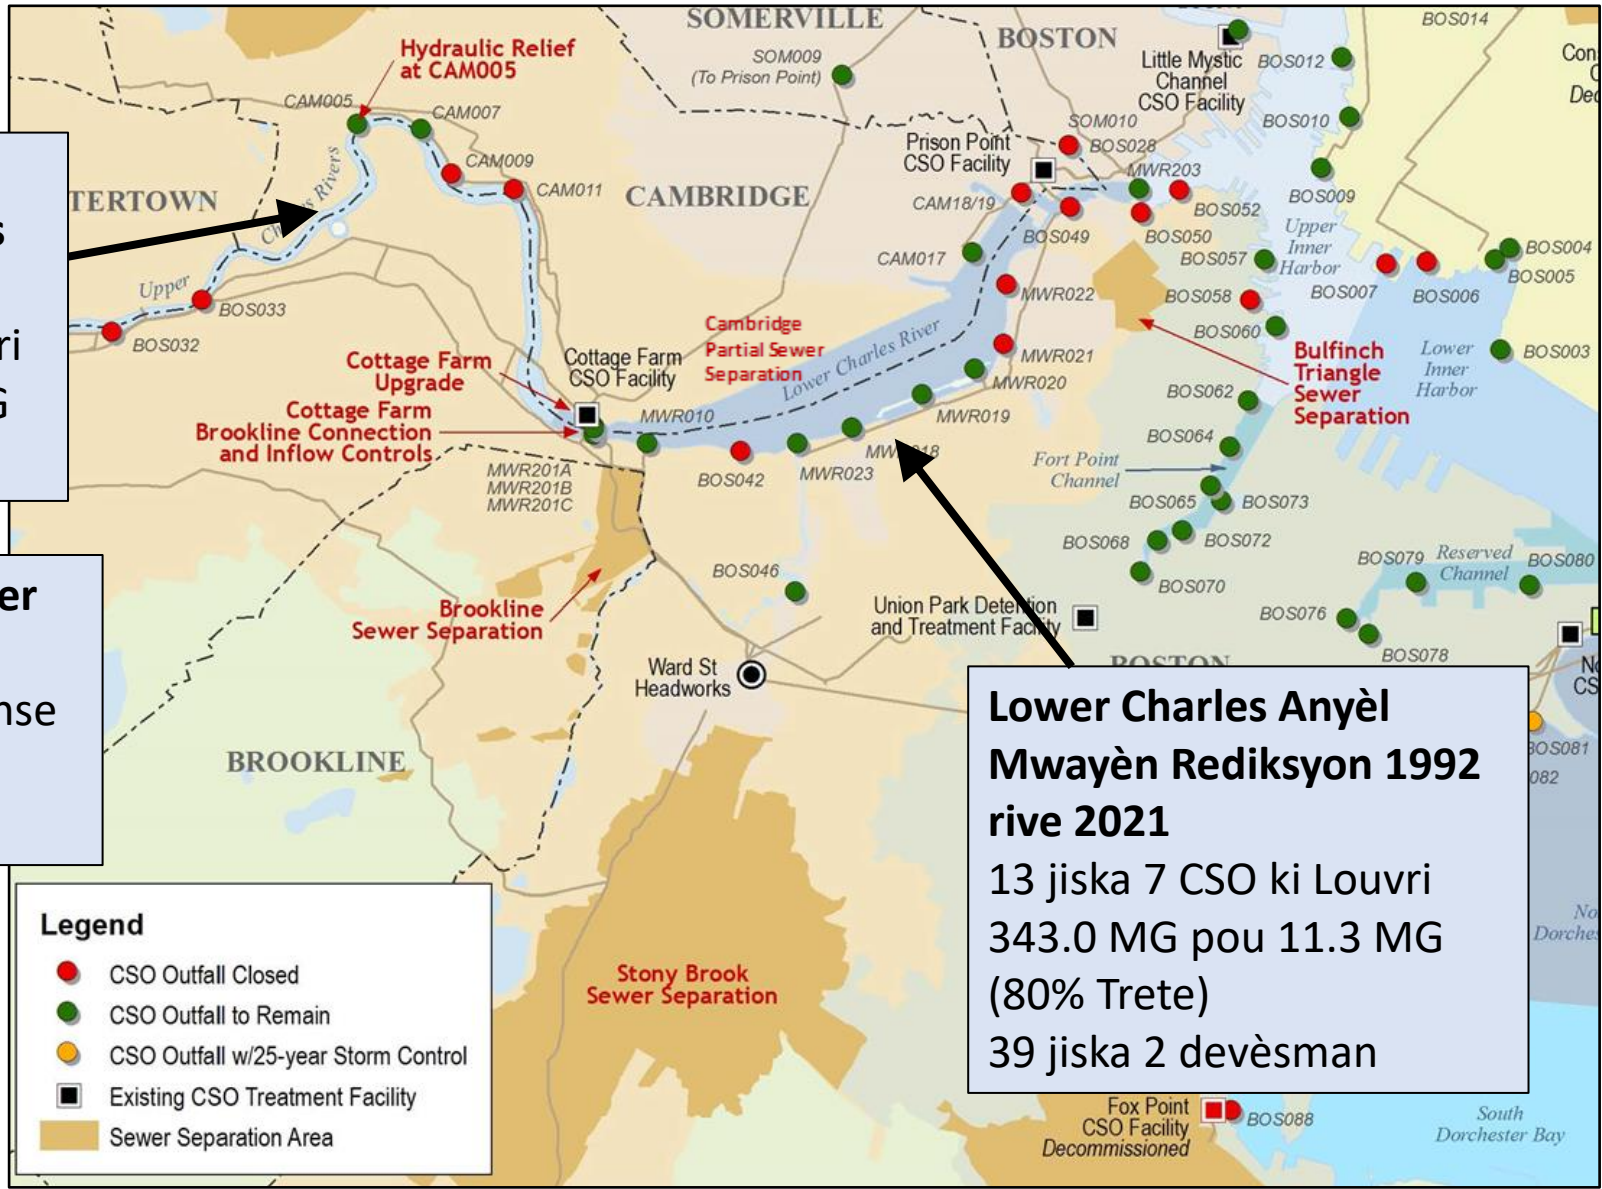 SOMERVILLE
SOM009
(To Prison Point)
BOSTON
Little Mystic
Channel
CSO Facility
BOS012
BOS014
BOS010
BOS009
Hydraulic Relief
at CAM005
CAM005
CAM007
CAM009
CAM011
CAMBRIDGE
Prison Point
CSO Facility
SOM010
BOS028
MWR203
CAM18/19
BOS049
BOS050
BOS052
CAM017
BOS057
Upper
Inner
Harbor
BOS007
BOS006
BOS004
BOS005
BOS058
BOS060
BOS003
Lower
Inner
Harbor
Upper
BOS033
BOS032
MWR022
MWR021
MWR020
MWR019
MWR018
MWR023
BOS042
MWR010
Lower Charles River
Cambridge
Partial Sewer
Separation
Cottage Farm
Upgrade
Cottage Farm
CSO Facility
Cottage Farm
Brookline Connection
and Inflow Controls
MWR201A
MWR201B
MWR201C
Bulfinch
Triangle
Sewer
Separation
BOS062
BOS064
Fort Point
Channel
BOS065
BOS073
BOS068
BOS072
BOS070
BOS079
Reserved
Channel
BOS080
BOS076
BOS078
BOS046
Brookline
Sewer Separation
Union Park Detention
and Treatment Facility
Ward St
Headworks
BOSTON
BROOKLINE
BOS081
Lower Charles Anyèl
Mwayèn Rediksyon 1992
rive 2021
13 jiska 7 CSO ki Louvri
343.0 MG pou 11.3 MG
(80% Trete)
39 jiska 2 devèsman
Stony Brook
Sewer Separation
Fox Point
CSO Facility
Decommissioned
BOS088
South
Dorchester Bay
Legend
CSO Outfall Closed
CSO Outfall to Remain
CSO Outfall w/25-year Storm Control
Existing CSO Treatment Facility
Sewer Separation Area